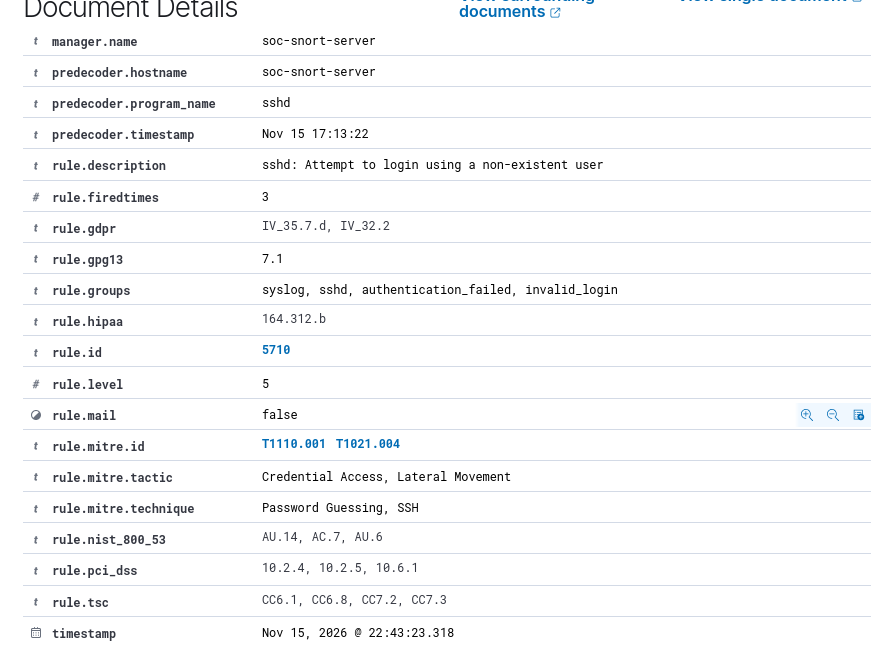 Document Details
View surrounding
documents
View single document
t manager.name soc-snort-server
t predecoder.hostname soc-snort-server
t predecoder.program_name sshd
t predecoder.timestamp Nov 15 17:13:22
t rule.description sshd: Attempt to login using a non-existent user
# rule.firedtimes 3
t rule.gdpr IV_35.7.d, IV_32.2
t rule.gpg13 7.1
t rule.groups syslog, sshd, authentication_failed, invalid_login
t rule.hipaa 164.312.b
t rule.id 5710
# rule.level 5
rule.mail false
t rule.mitre.id T1110.001 T1021.004
t rule.mitre.tactic Credential Access, Lateral Movement
t rule.mitre.technique Password Guessing, SSH
t rule.nist_800_53 AU.14, AC.7, AU.6
t rule.pci_dss 10.2.4, 10.2.5, 10.6.1
t rule.tsc CC6.1, CC6.8, CC7.2, CC7.3
timestamp Nov 15, 2026 @ 22:43:23.318